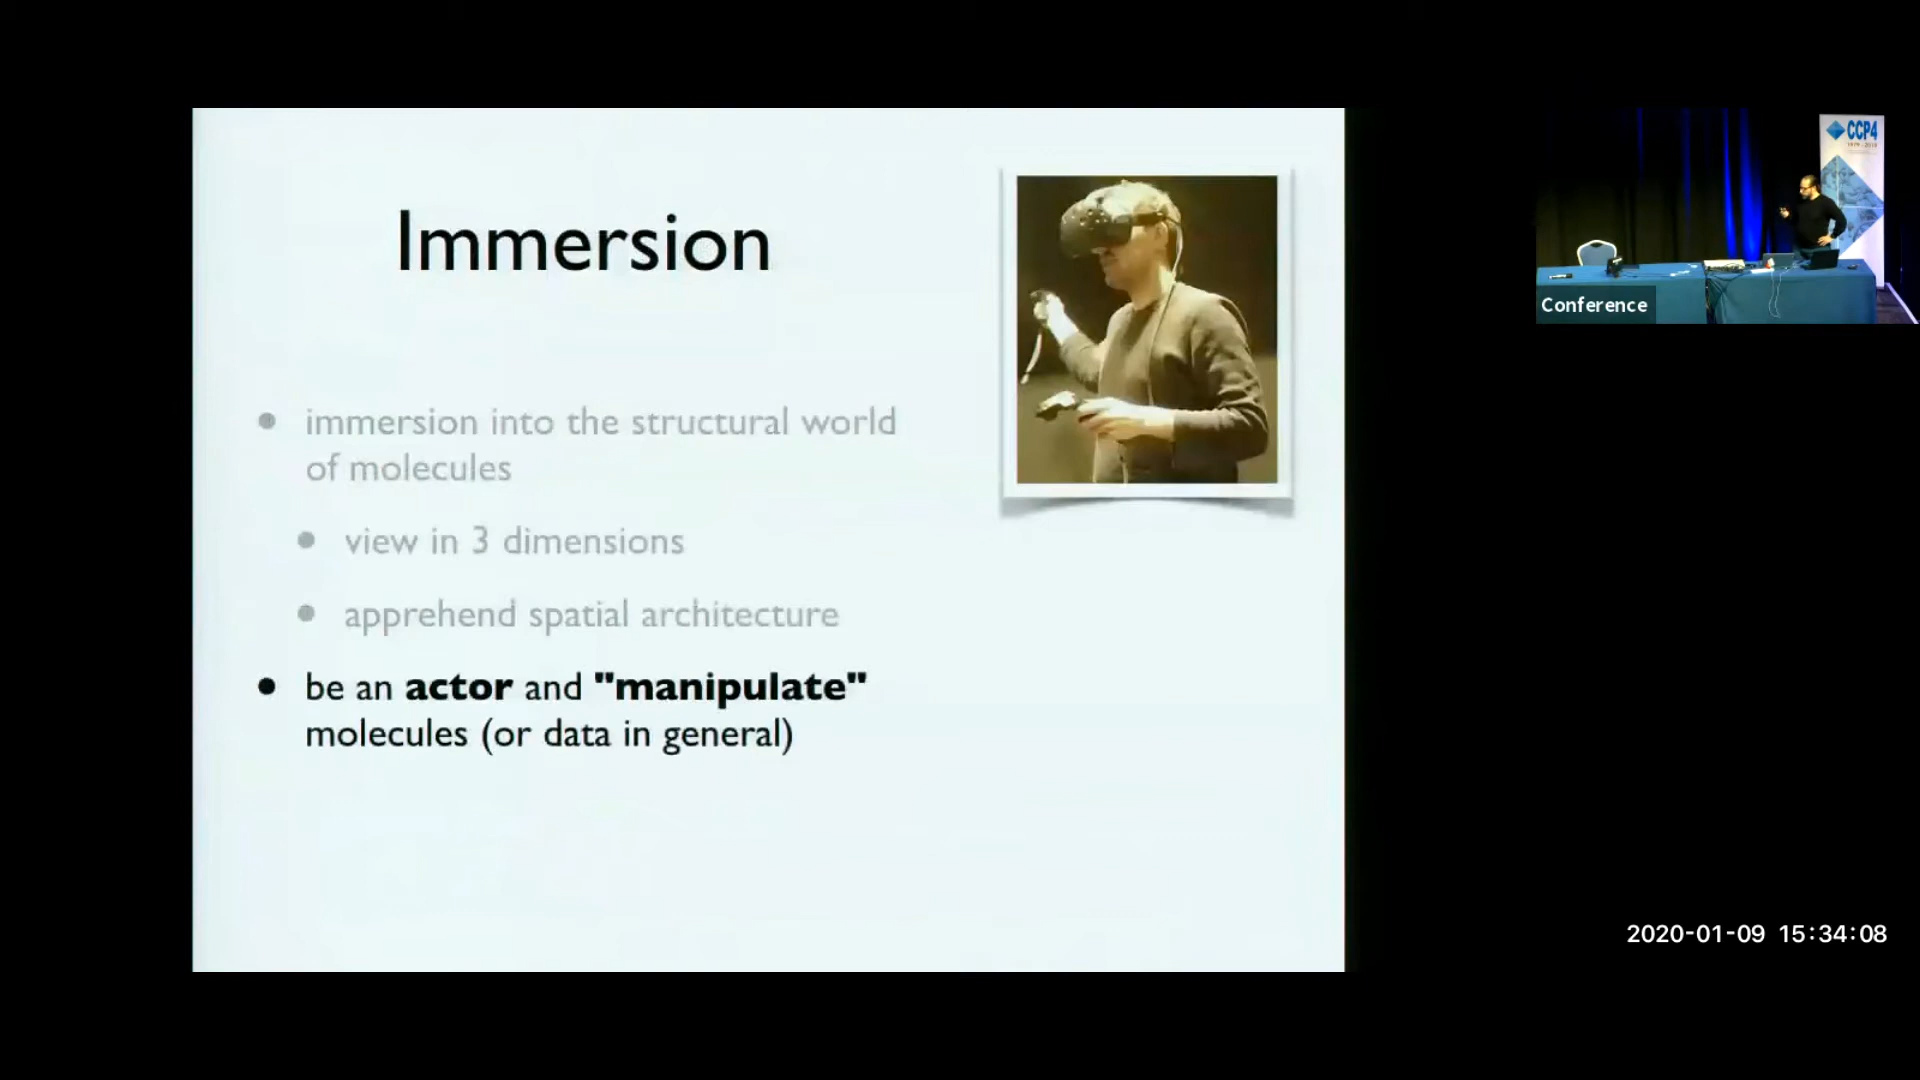 Immersion
immersion into the structural world
of molecules
view in 3 dimensions
apprehend spatial architecture
be an actor and "manipulate"
molecules (or data in general)
CCP4
Conference
2020-01-09 15:34:08